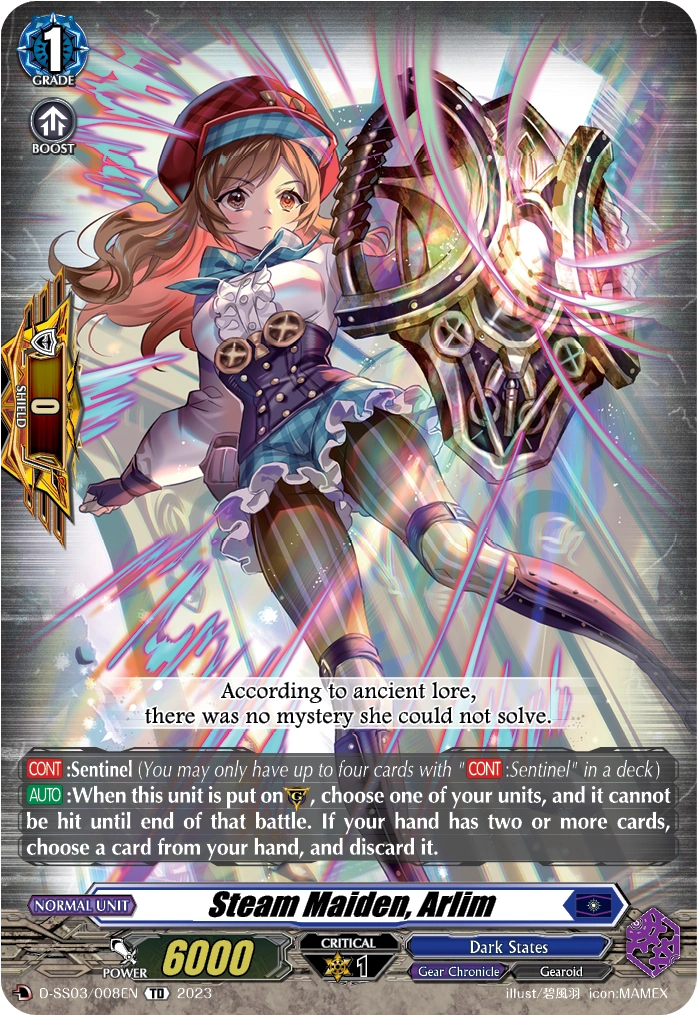 1
GRADE
BOOST
0
SHIELD
According to ancient lore,
there was no mystery she could not solve.
CONT :Sentinel (You may only have up to four cards with "CONT :Sentinel" in a deck)
AUTO :When this unit is put on G, choose one of your units, and it cannot
be hit until end of that battle. If your hand has two or more cards,
choose a card from your hand, and discard it.
NORMAL UNIT
Steam Maiden, Arlim
POWER 6000
CRITICAL
1
Dark States
Gear Chronicle
Gearoid
D-SS03/008EN TD 2023
illust/碧風羽 icon:MAMEX